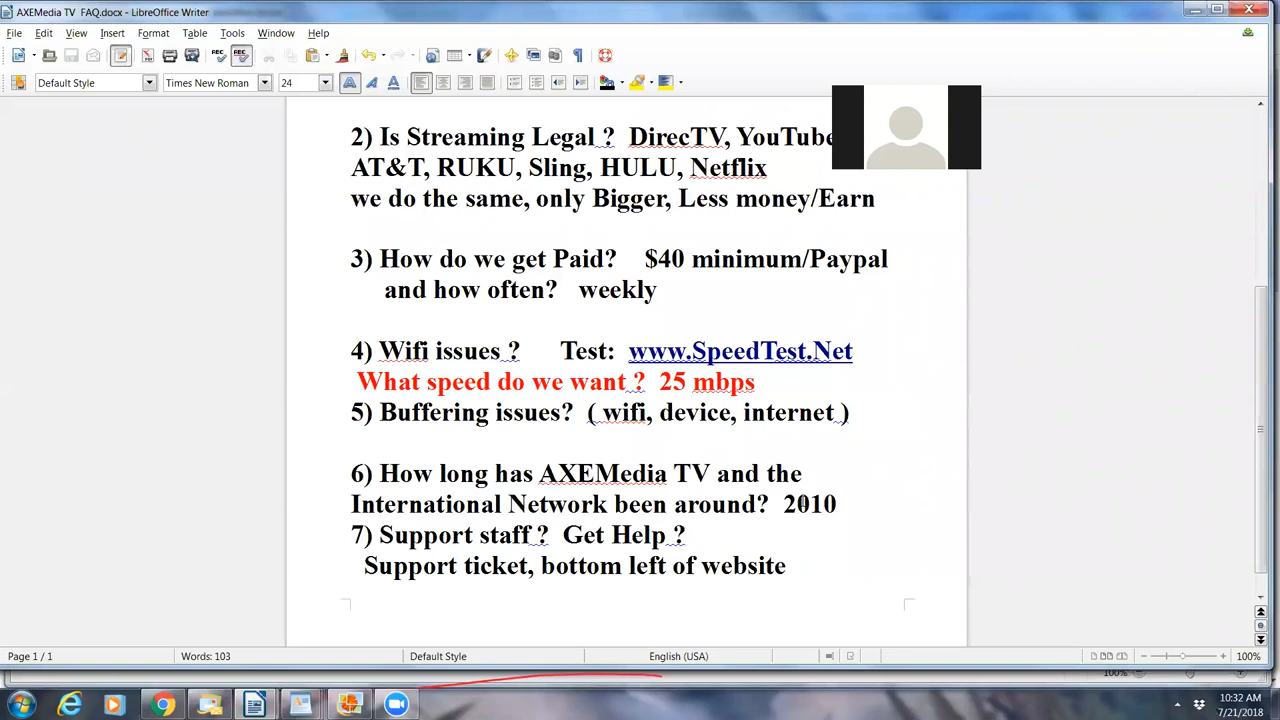 AXEMedia TV  FAQ.docx - LibreOffice Writer
File Edit View Insert Format Table Tools Window Help
Default Style Times New Roman 24
2) Is Streaming Legal ?  DirecTV, YouTube
AT&T, RUKU, Sling, HULU, Netflix
we do the same, only Bigger, Less money/Earn
3) How do we get Paid?  $40 minimum/Paypal
and how often?  weekly
4) Wifi issues ?  Test:  www.SpeedTest.Net
What speed do we want ?  25 mbps
5) Buffering issues?  ( wifi, device, internet )
6) How long has AXEMedia TV and the
International Network been around?  2010
7) Support staff ?  Get Help ?
Support ticket, bottom left of website
Page 1 / 1 Words: 103 Default Style English (USA) 100%
100%
10:32 AM
7/21/2018